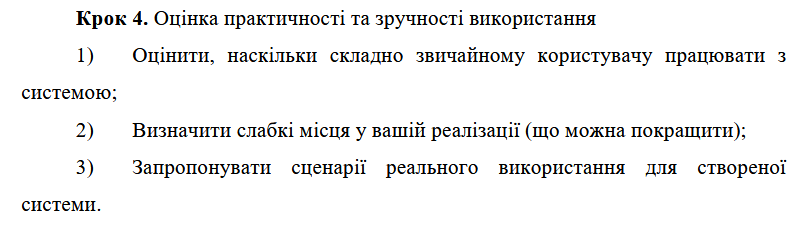 Крок 4. Оцінка практичності та зручності використання
1) Оцінити, наскільки складно звичайному користувачу працювати з
системою;
2) Визначити слабкі місця у вашій реалізації (що можна покращити);
3) Запропонувати сценарії реального використання для створеної
системи.